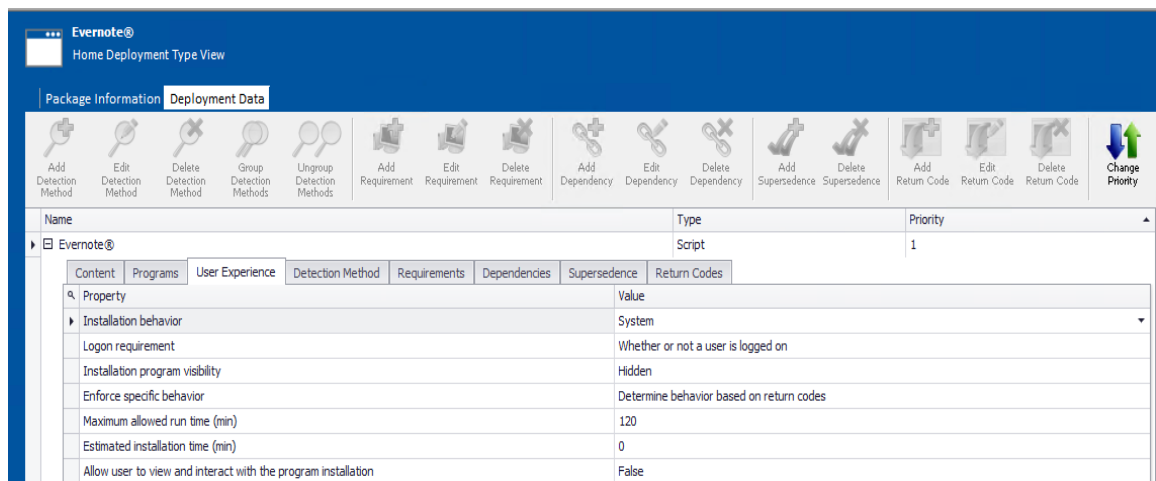 Evernote®
Home Deployment Type View
Package Information Deployment Data
Add Detection Method
Edit Detection Method
Delete Detection Method
Group Detection Methods
Ungroup Detection Methods
Add Requirement
Edit Requirement
Delete Requirement
Add Dependency
Edit Dependency
Delete Dependency
Add Supersedence
Delete Supersedence
Add Return Code
Edit Return Code
Delete Return Code
Change Priority
Name Type Priority
Evernote® Script 1
Content Programs User Experience Detection Method Requirements Dependencies Supersedence Return Codes
Property Value
Installation behavior System
Logon requirement Whether or not a user is logged on
Installation program visibility Hidden
Enforce specific behavior Determine behavior based on return codes
Maximum allowed run time (min) 120
Estimated installation time (min) 0
Allow user to view and interact with the program installation False